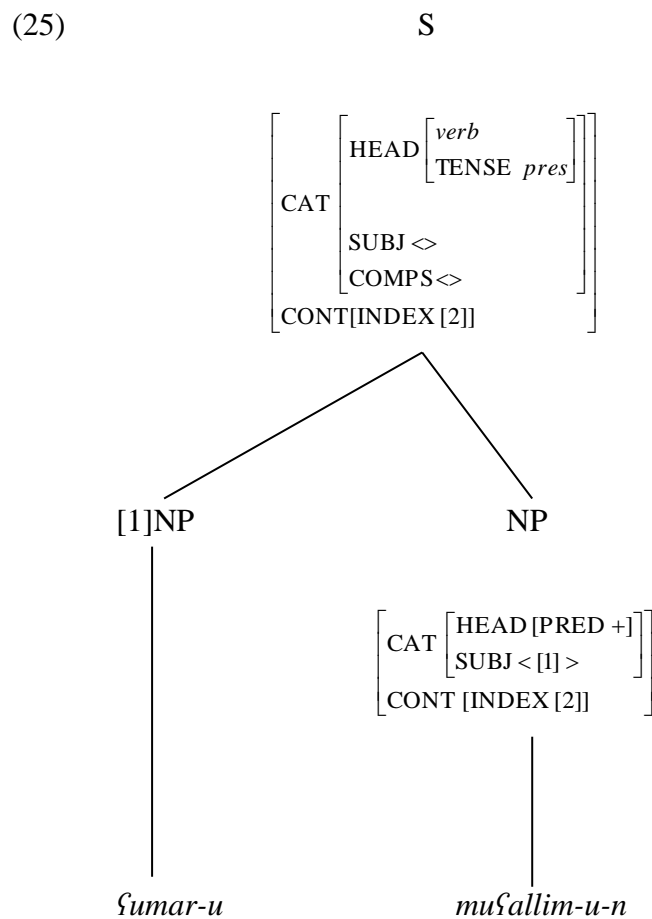 (25) S
verb
HEAD
TENSE pres
CAT
SUBJ <>
COMPS <>
CONT[INDEX [2]]
[1]NP NP
HEAD [PRED +]
CAT
SUBJ < [1] >
CONT [INDEX [2]]
ʕumar-u muʕallim-u-n